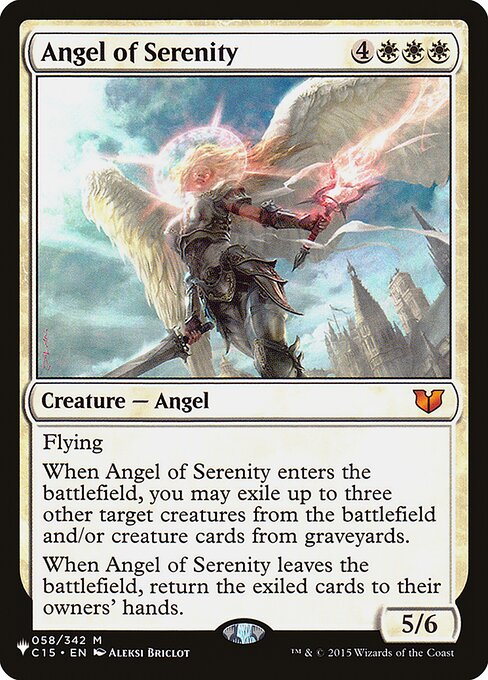 Angel of Serenity 4
Creature — Angel
Flying
When Angel of Serenity enters the
battlefield, you may exile up to three
other target creatures from the battlefield
and/or creature cards from graveyards.
When Angel of Serenity leaves the
battlefield, return the exiled cards to their
owners' hands.
5/6
058/342 M
C15 • EN Aleksi Briclot
™ & © 2015 Wizards of the Coast